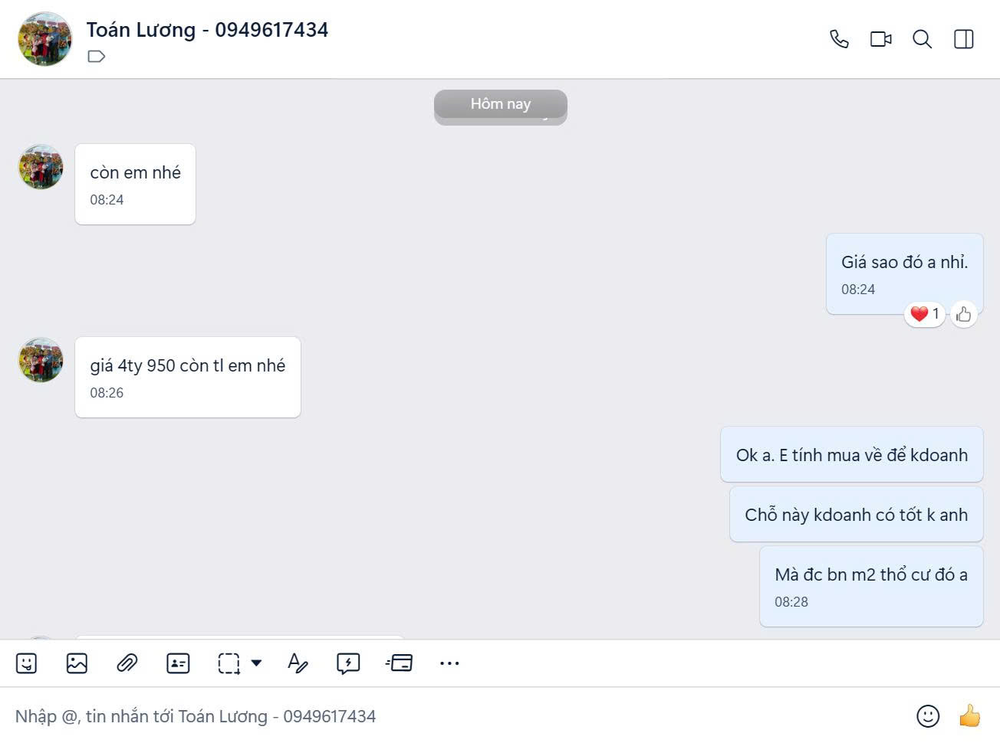 Toán Lương - 0949617434
Hôm nay
còn em nhé
08:24
Giá sao đó a nhỉ.
08:24
1
giá 4ty 950 còn tl em nhé
08:26
Ok a. E tính mua về để kdoanh
Chỗ này kdoanh có tốt k anh
Mà đc bn m2 thổ cư đó a
08:28
Nhập @, tin nhắn tới Toán Lương - 0949617434